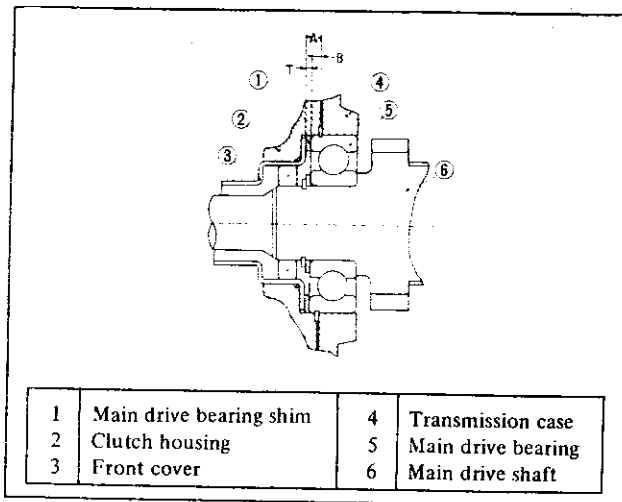 A
B
T
1
4
5
2
3
6
1 Main drive bearing shim 4 Transmission case
2 Clutch housing 5 Main drive bearing
3 Front cover 6 Main drive shaft